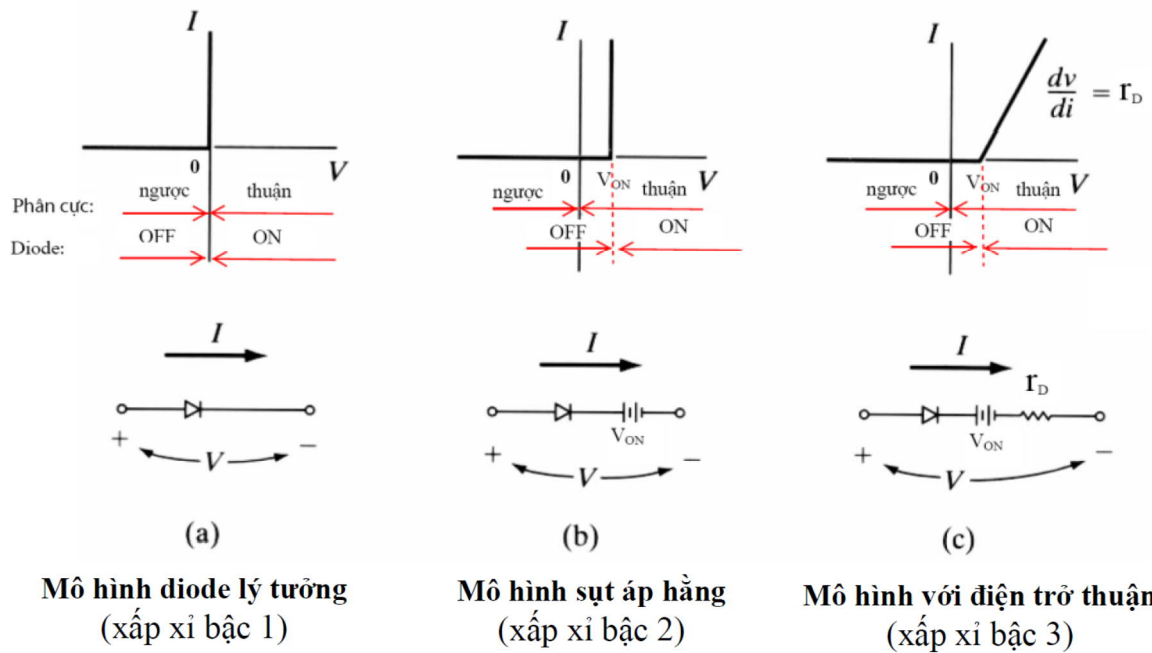 I
0
V
Phân cực:
ngược
thuận
Diode:
OFF
ON
I
+
V
−
(a)
Mô hình diode lý tưởng
(xấp xỉ bậc 1)
I
0
V_ON
V
ngược
thuận
OFF
ON
I
V_ON
+
V
−
(b)
Mô hình sụt áp hằng
(xấp xỉ bậc 2)
I
dv/di = r_D
0
V_ON
V
ngược
thuận
OFF
ON
I
r_D
V_ON
+
V
−
(c)
Mô hình với điện trở thuận
(xấp xỉ bậc 3)